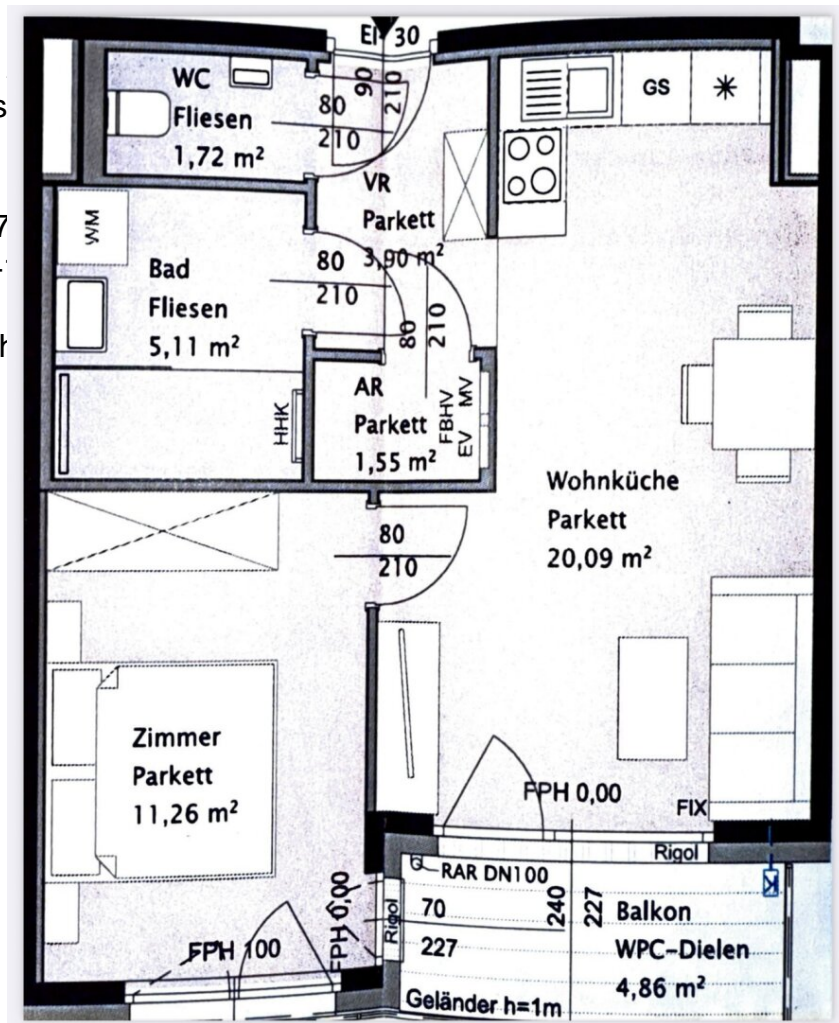 EI 30
90
210
WC
Fliesen
1,72 m²
80
210
GS
VR
Parkett
3,90 m²
WM
Bad
Fliesen
5,11 m²
80
210
80
210
HHK
AR
Parkett
1,55 m²
FBHV
EV MV
Wohnküche
Parkett
20,09 m²
80
210
Zimmer
Parkett
11,26 m²
FPH 0,00
FIX
Rigol
RAR DN100
FPH 0,00
Rigol
70
227
240
227
Balkon
WPC-Dielen
4,86 m²
K
FPH 100
Geländer h=1m
s
7
h